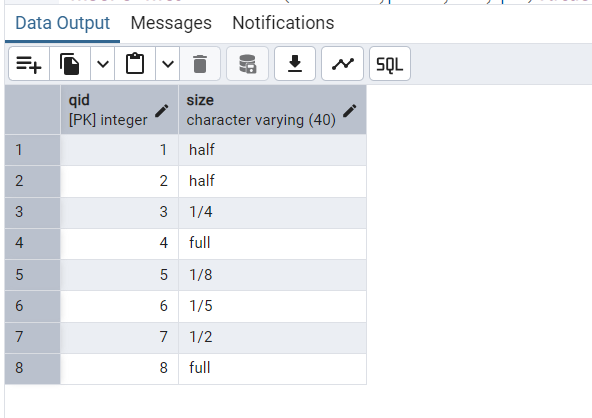 Data Output Messages Notifications
SQL
qid size
[PK] integer character varying (40)
1 1 half
2 2 half
3 3 1/4
4 4 full
5 5 1/8
6 6 1/5
7 7 1/2
8 8 full